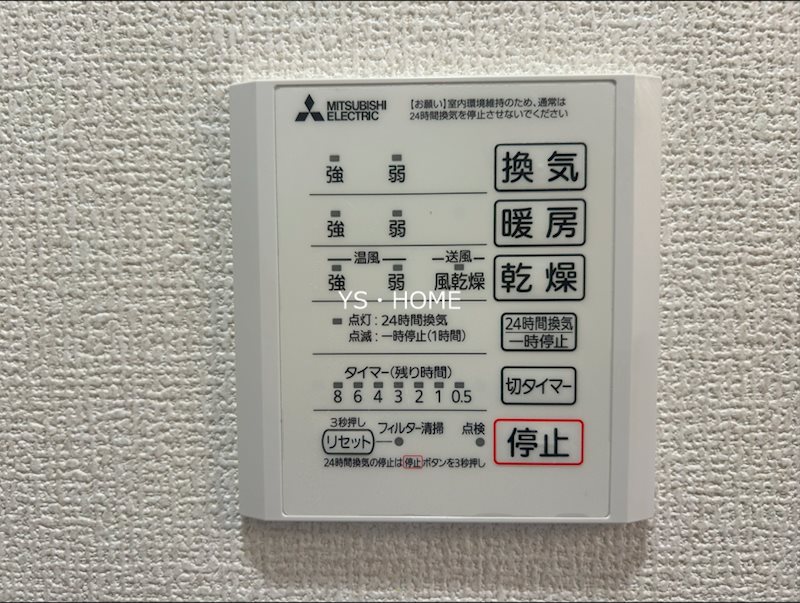 MITSUBISHI
ELECTRIC
【お願い】室内環境維持のため、通常は
24時間換気を停止させないでください
強 弱 換気
強 弱 暖房
温風 送風
強 弱 風乾燥 乾燥
YS・HOME
点灯:24時間換気
点滅:一時停止(1時間)
24時間換気
一時停止
タイマー(残り時間)
8 6 4 3 2 1 0.5
切タイマー
3秒押し
リセット フィルター清掃 点検
停止
24時間換気の停止は停止ボタンを3秒押し